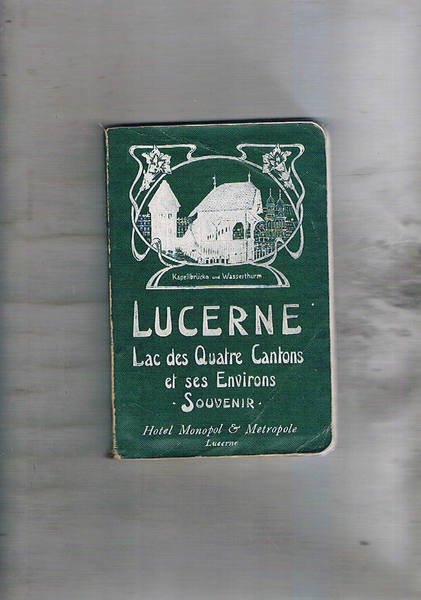 Kapellbrücke und Wasserthurm
LUCERNE
Lac des Quatre Cantons
et ses Environs
- SOUVENIR -
Hotel Monopol & Metropole
Lucerne